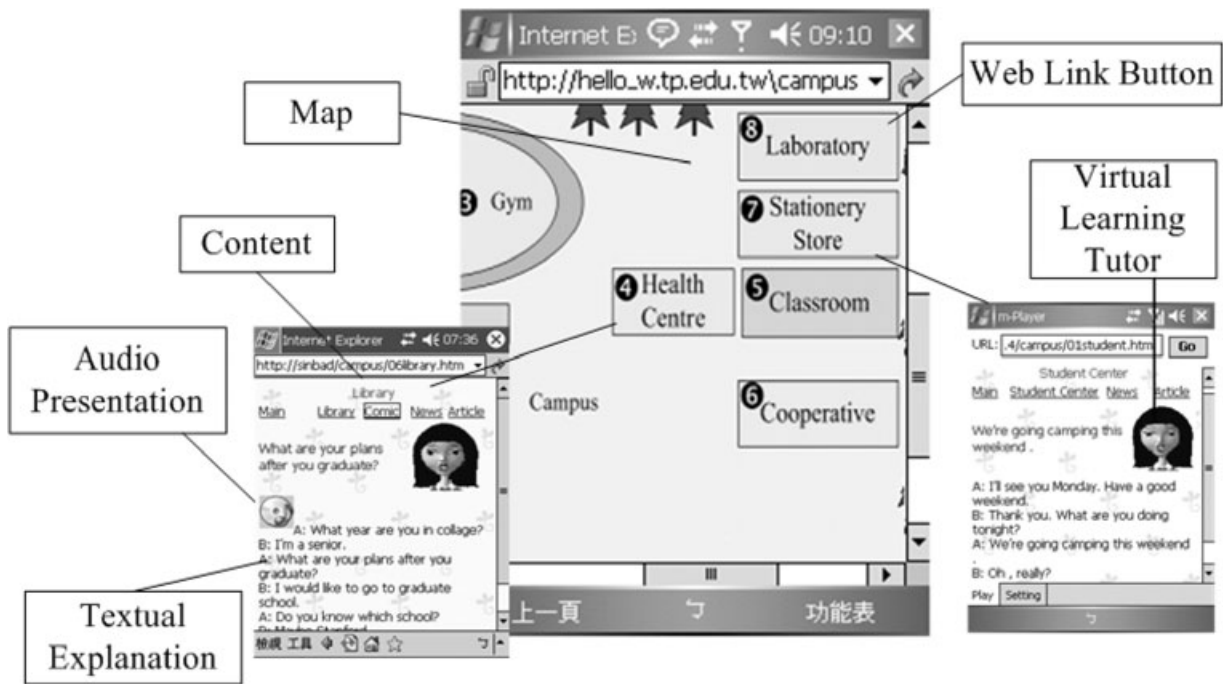 Internet E
09:10
http://hello_w.tp.edu.tw\campus
Map
Web Link Button
8 Laboratory
3 Gym
7 Stationery
Store
Virtual
Learning
Tutor
Content
4 Health
Centre
5 Classroom
Campus
6 Cooperative
上一頁
ㄅ
功能表
Audio
Presentation
Internet Explorer
07:36
http://sinbad/campus/06library.htm
Library
Main Library Comic News Article
What are your plans
after you graduate?
A: What year are you in collage?
B: I'm a senior.
A: What are your plans after you
graduate?
B: I would like to go to graduate
school.
A: Do you know which school?
B: Maybe Stanford
檢視 工具
ㄅ
Textual
Explanation
m-Player
URL: .4/campus/01student.htm Go
Student Center
Main Student Center News Article
We're going camping this
weekend .
A: I'll see you Monday. Have a good
weekend.
B: Thank you. What are you doing
tonight?
A: We're going camping this weekend
.
B: Oh , really?
Play Setting
ㄅ